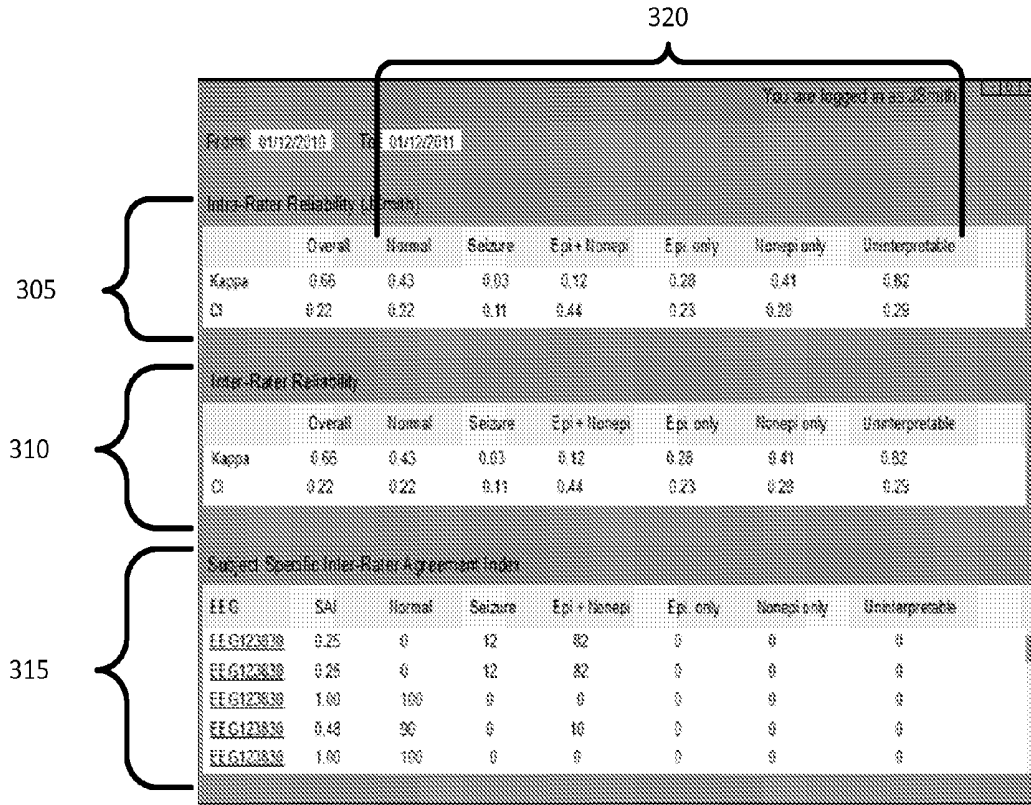 320
You are logged in as JSmith
From: 01/12/2010 To: 01/12/2011
Intra-Rater Reliability (JSmith)
Overall Normal Seizure Epi + Nonepi Epi. only Nonepi only Uninterpretable
305
Kappa 0.66 0.43 0.03 0.12 0.28 0.41 0.82
CI 0.22 0.22 0.11 0.44 0.23 0.28 0.29
Inter-Rater Reliability
Overall Normal Seizure Epi + Nonepi Epi. only Nonepi only Uninterpretable
310
Kappa 0.66 0.43 0.03 0.12 0.28 0.41 0.82
CI 0.22 0.22 0.11 0.44 0.23 0.28 0.29
Subject Specific Inter-Rater Agreement Index
EEG SAI Normal Seizure Epi + Nonepi Epi. only Nonepi only Uninterpretable
EEG123838 0.25 0 12 82 0 0 0
315
EEG123838 0.25 0 12 82 0 0 0
EEG123838 1.00 100 0 0 0 0 0
EEG123838 0.48 90 0 10 0 0 0
EEG123838 1.00 100 0 0 0 0 0